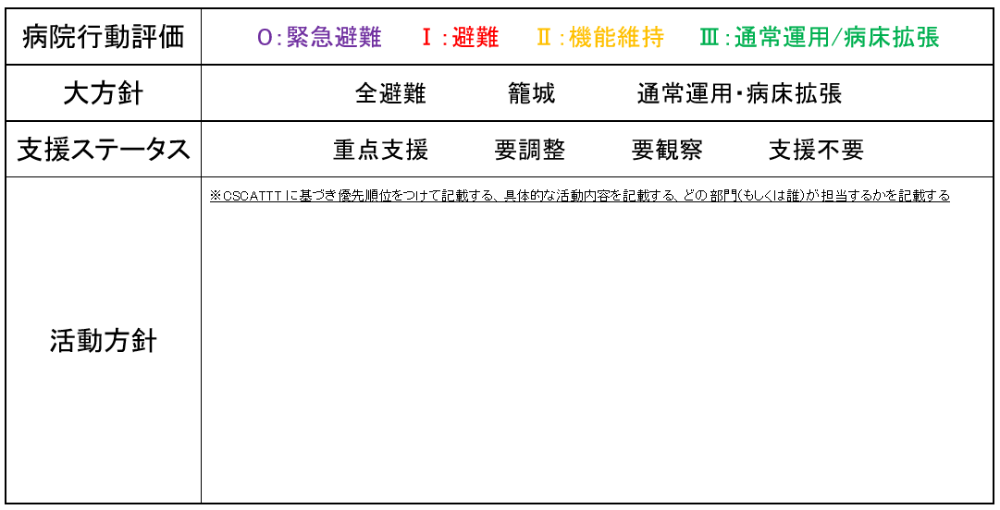 病院行動評価 0:緊急避難 Ⅰ:避難 Ⅱ:機能維持 Ⅲ:通常運用/病床拡張
大方針 全避難 籠城 通常運用・病床拡張
支援ステータス 重点支援 要調整 要観察 支援不要
※CSCATTTに基づき優先順位をつけて記載する、具体的な活動内容を記載する、どの部門(もしくは誰)が担当するかを記載する
活動方針